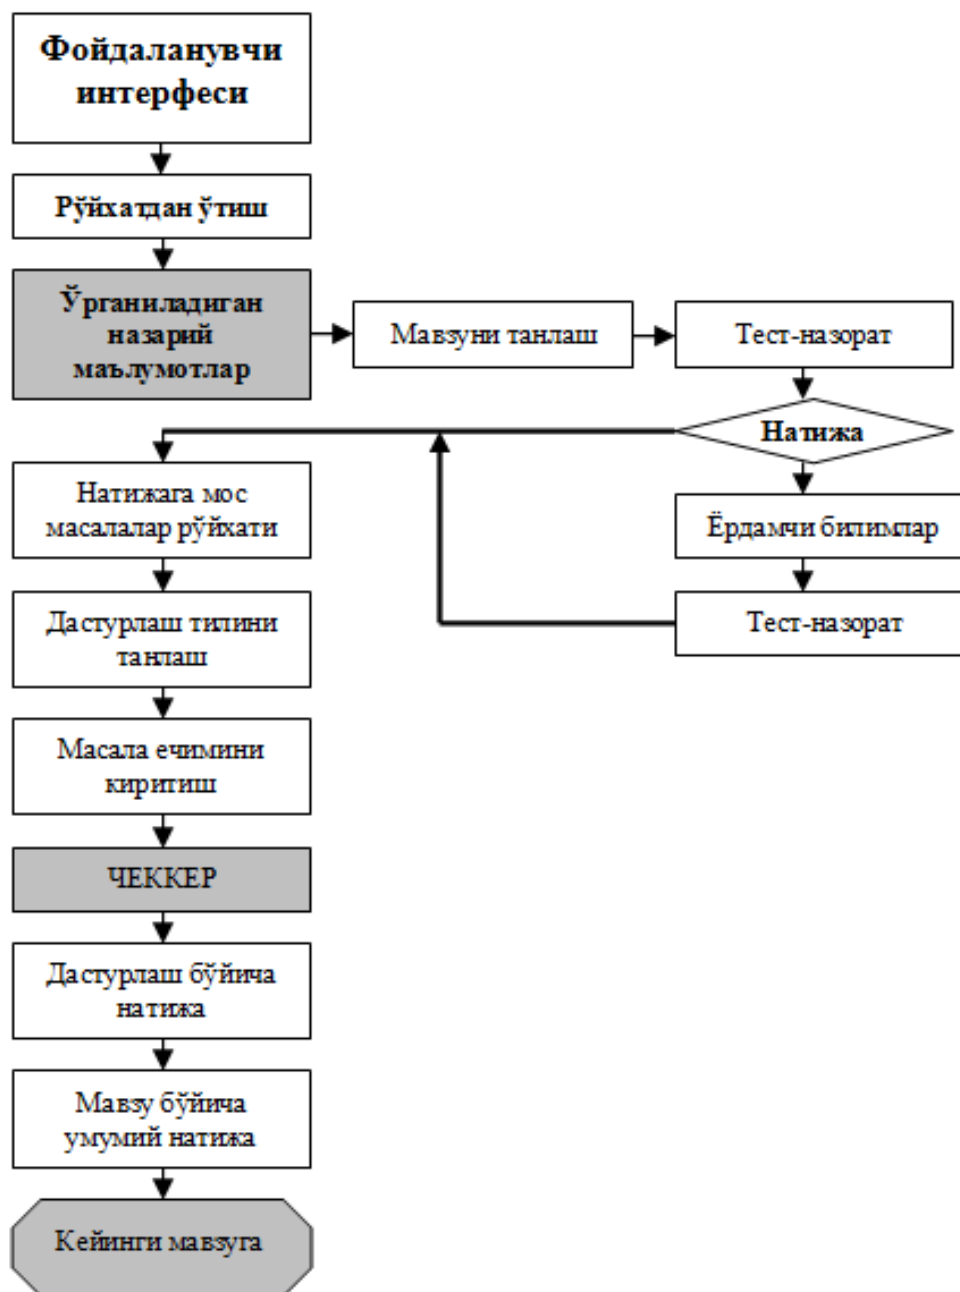 Фойдаланувчи
интерфеси
Рўйхатдан ўтиш
Ўрганиладиган
назарий
маълумотлар
Мавзуни танлаш
Тест-назорат
Натижа
Ёрдамчи билимлар
Тест-назорат
Натижага мос
масалалар рўйхати
Дастурлаш тилини
танлаш
Масала ечимини
киритиш
ЧЕККЕР
Дастурлаш бўйича
натижа
Мавзу бўйича
умумий натижа
Кейинги мавзуга